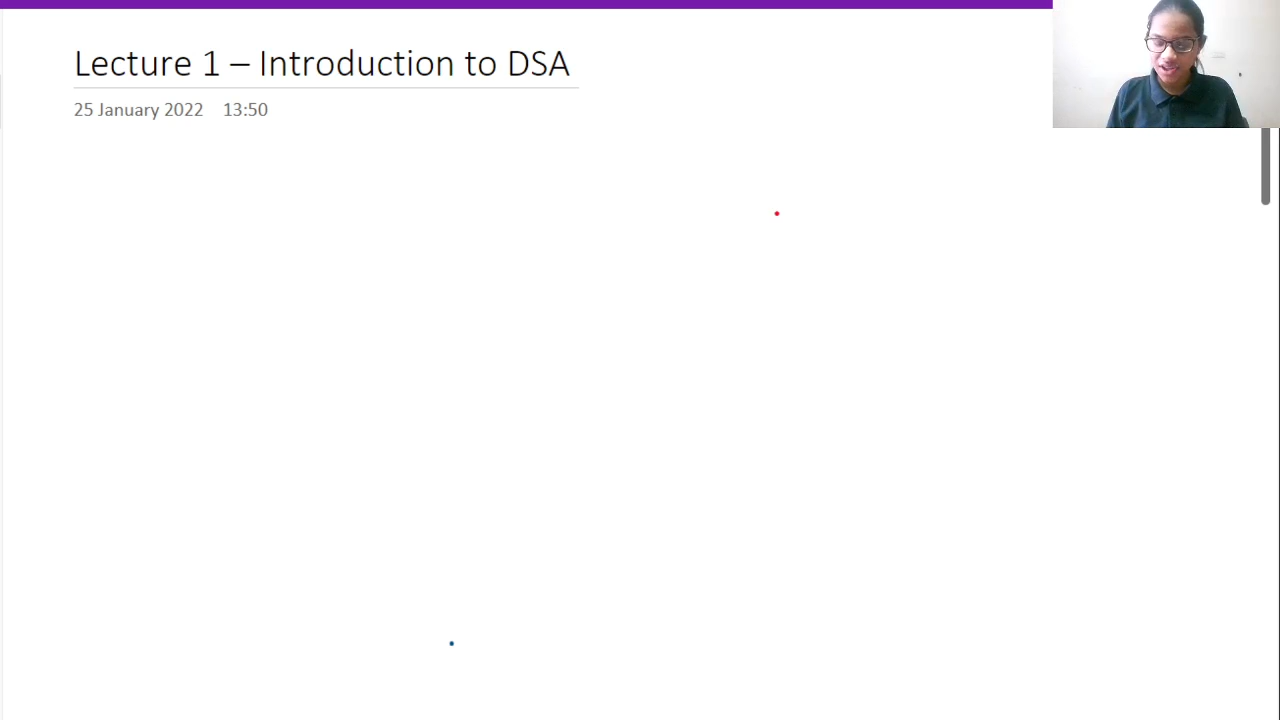 Lecture 1 – Introduction to DSA
25 January 2022 13:50